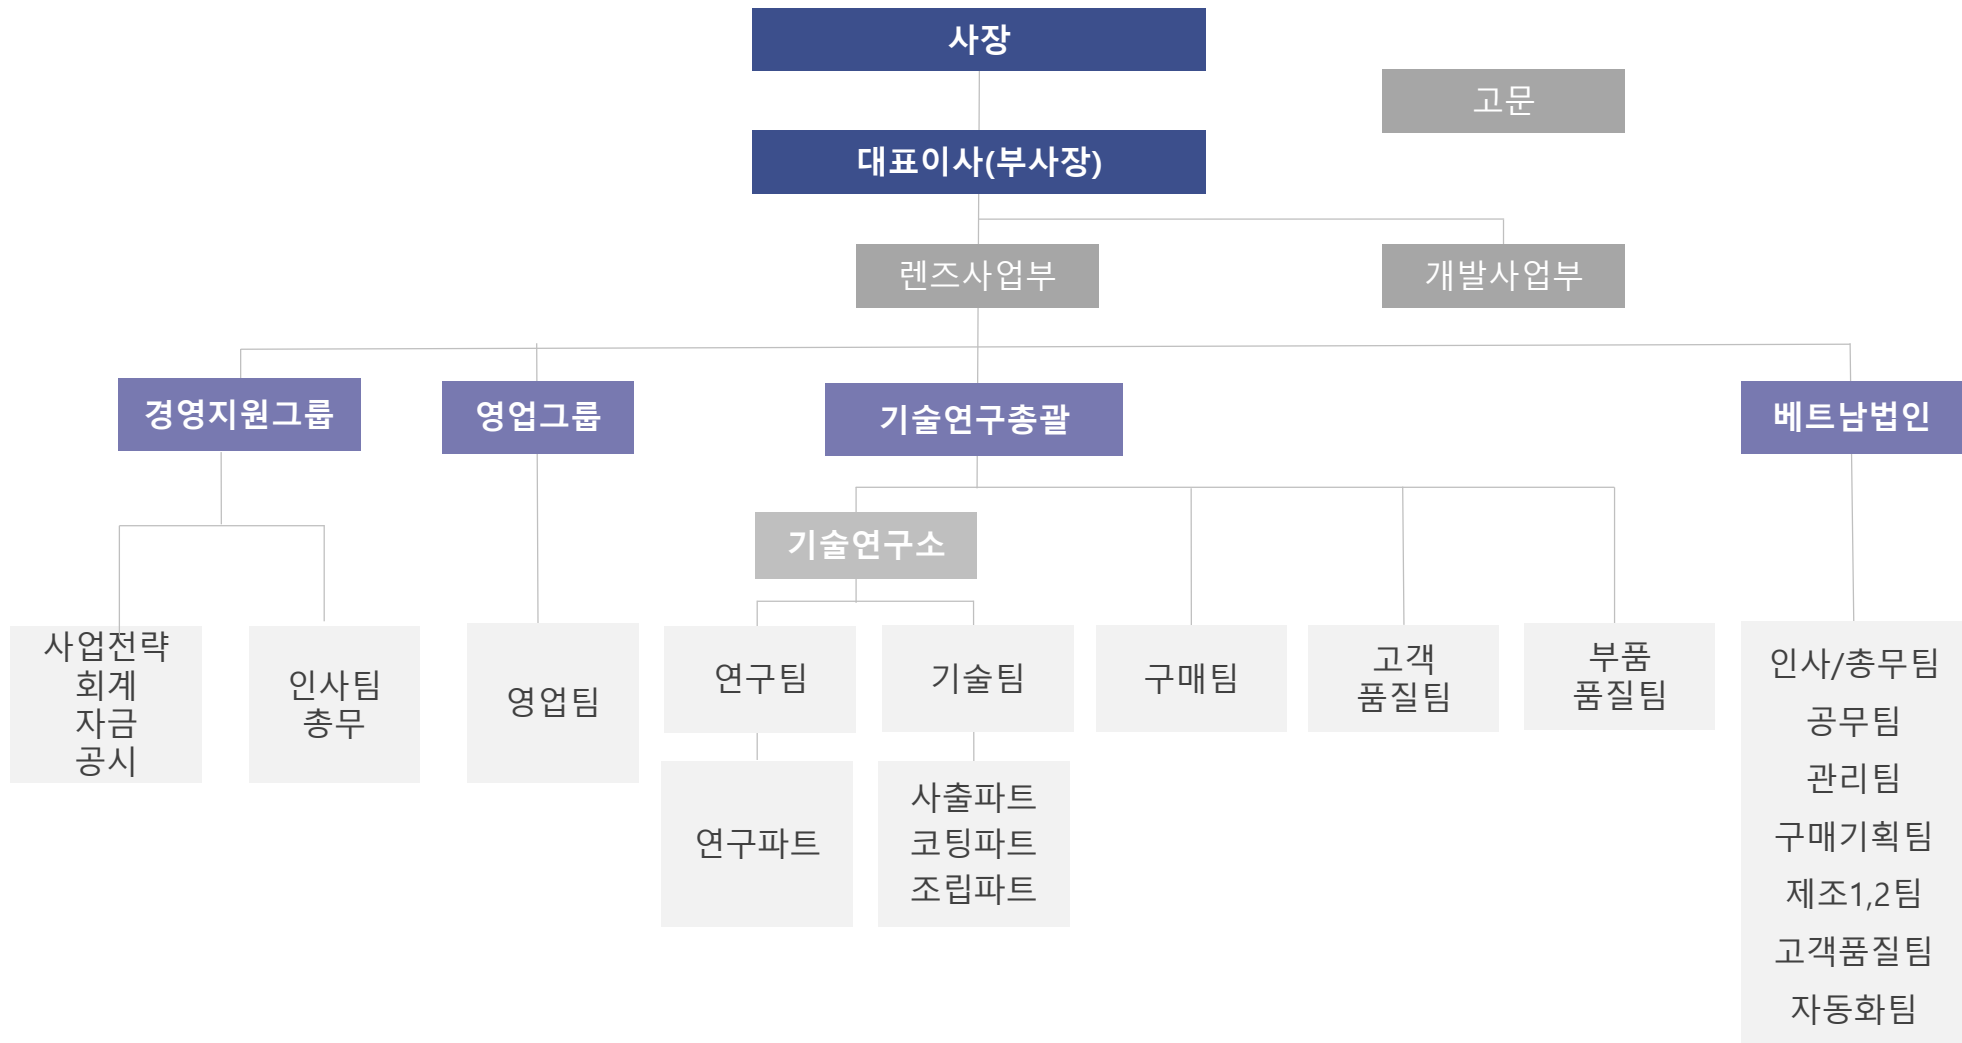 사장
고문
대표이사(부사장)
렌즈사업부
개발사업부
경영지원그룹
영업그룹
기술연구총괄
베트남법인
기술연구소
사업전략
회계
자금
공시
인사팀
총무
영업팀
연구팀
기술팀
구매팀
고객
품질팀
부품
품질팀
연구파트
사출파트
코팅파트
조립파트
인사/총무팀
공무팀
관리팀
구매기획팀
제조1,2팀
고객품질팀
자동화팀